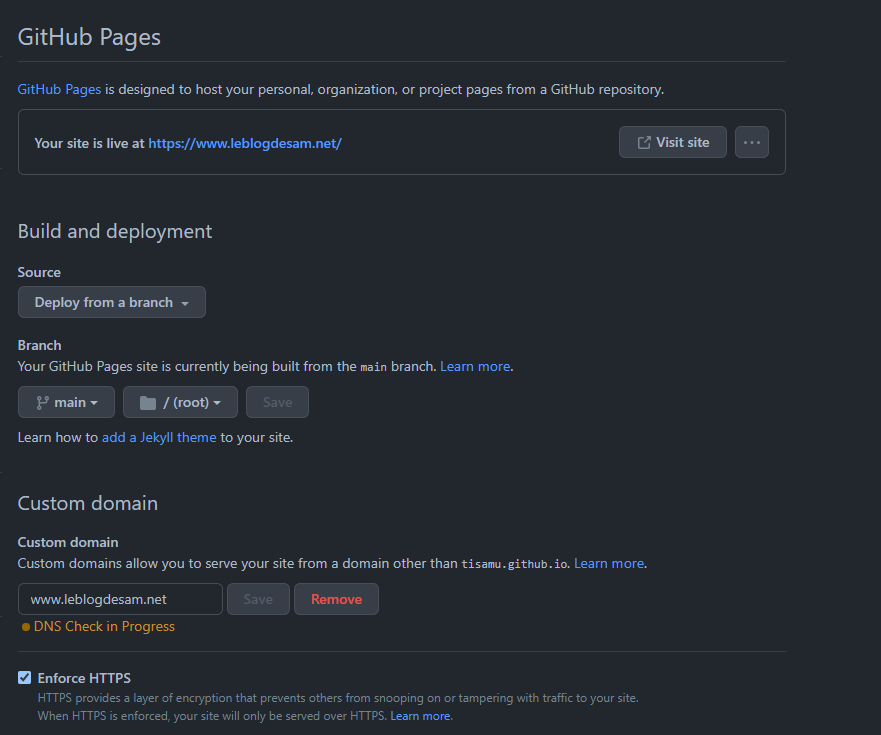 GitHub Pages
GitHub Pages is designed to host your personal, organization, or project pages from a GitHub repository.
Your site is live at https://www.leblogdesam.net/
Visit site
Build and deployment
Source
Deploy from a branch
Branch
Your GitHub Pages site is currently being built from the main branch. Learn more.
main
/ (root)
Save
Learn how to add a Jekyll theme to your site.
Custom domain
Custom domain
Custom domains allow you to serve your site from a domain other than tisamu.github.io. Learn more.
www.leblogdesam.net
Save
Remove
DNS Check in Progress
Enforce HTTPS
HTTPS provides a layer of encryption that prevents others from snooping on or tampering with traffic to your site.
When HTTPS is enforced, your site will only be served over HTTPS. Learn more.